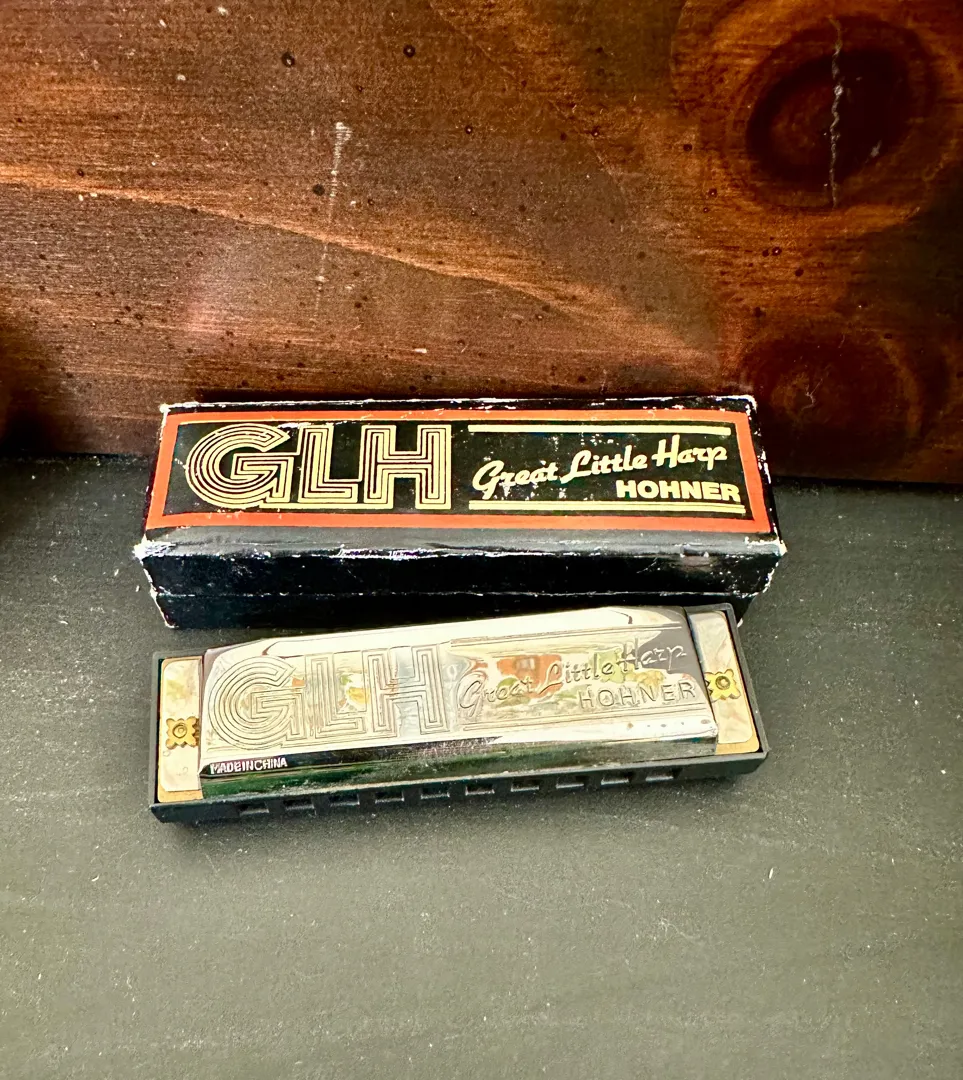 GLH
Great Little Harp
HOHNER
GLH
Great Little Harp
HOHNER
MADE IN CHINA